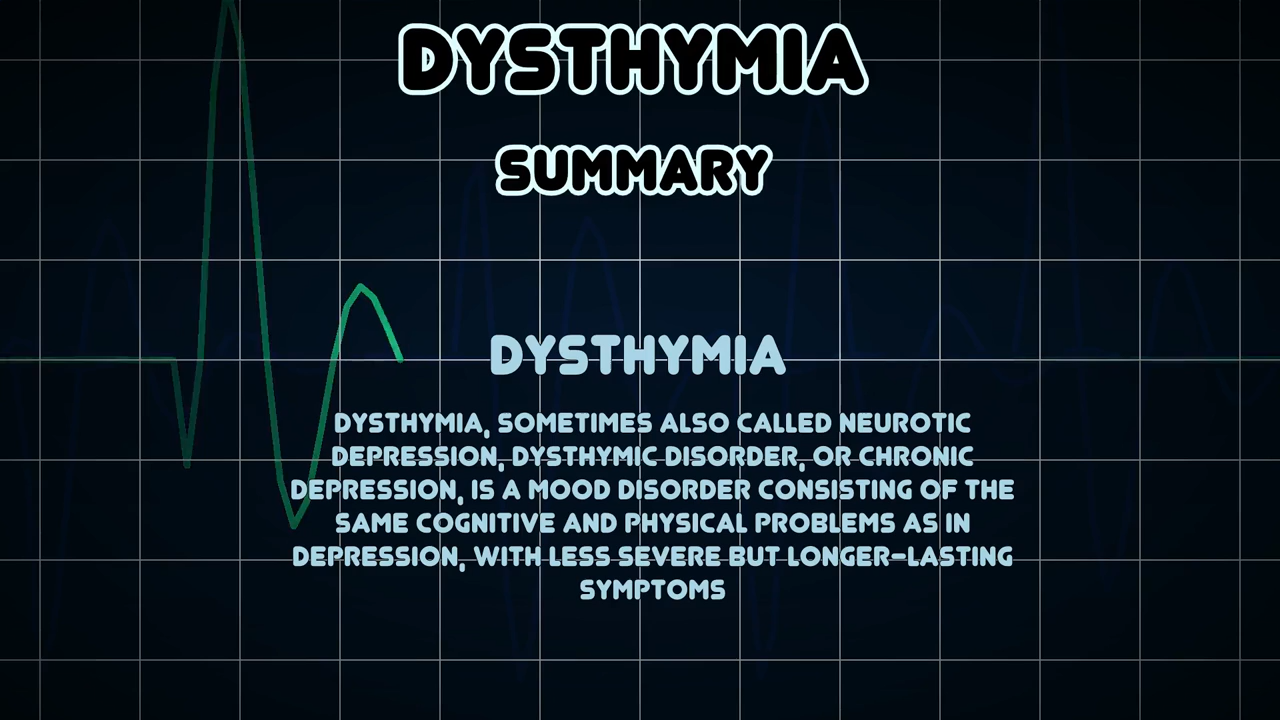 DYSTHYMIA
SUMMARY
DYSTHYMIA
DYSTHYMIA, SOMETIMES ALSO CALLED NEUROTIC
DEPRESSION, DYSTHYMIC DISORDER, OR CHRONIC
DEPRESSION, IS A MOOD DISORDER CONSISTING OF THE
SAME COGNITIVE AND PHYSICAL PROBLEMS AS IN
DEPRESSION, WITH LESS SEVERE BUT LONGER-LASTING
SYMPTOMS